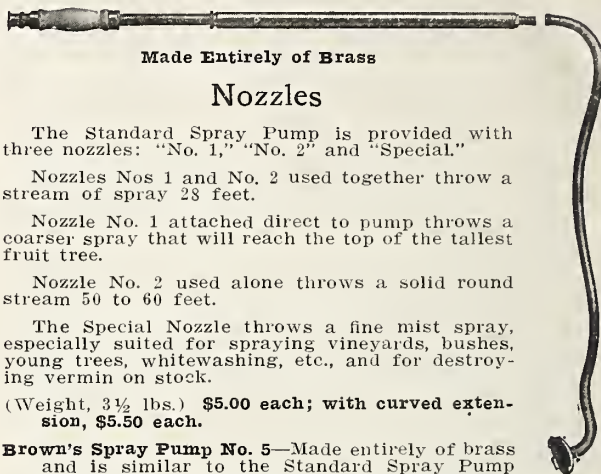 Made Entirely of Brass
Nozzles
The Standard Spray Pump is provided with
three nozzles: "No. 1," "No. 2" and "Special."
Nozzles Nos 1 and No. 2 used together throw a
stream of spray 28 feet.
Nozzle No. 1 attached direct to pump throws a
coarser spray that will reach the top of the tallest
fruit tree.
Nozzle No. 2 used alone throws a solid round
stream 50 to 60 feet.
The Special Nozzle throws a fine mist spray,
especially suited for spraying vineyards, bushes,
young trees, whitewashing, etc., and for destroy-
ing vermin on stock.
(Weight, 3½ lbs.) $5.00 each; with curved exten-
sion, $5.50 each.
Brown's Spray Pump No. 5—Made entirely of brass
and is similar to the Standard Spray Pump